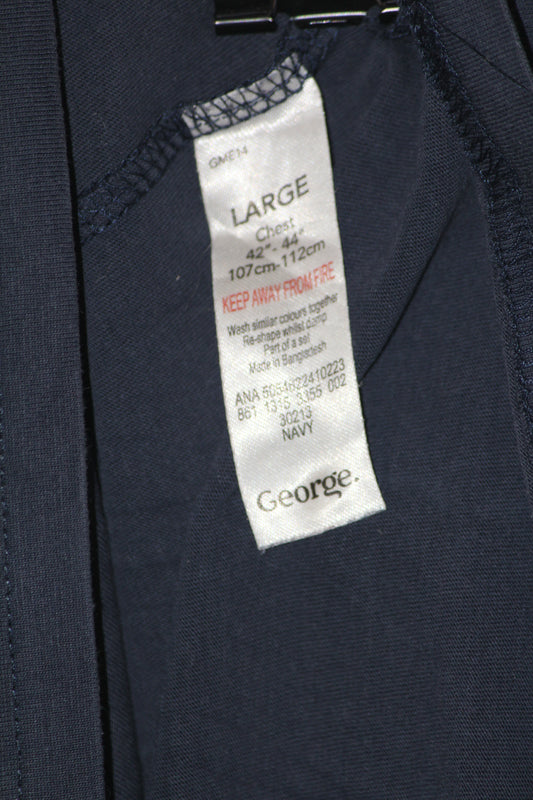 GME14
LARGE
Chest
42"- 44"
107cm-112cm
KEEP AWAY FROM FIRE
Wash similar colours together
Re-shape whilst damp
Part of a set
Made in Bangladesh
ANA 5054622410223
861 1315 3355 002
30213
NAVY
George.